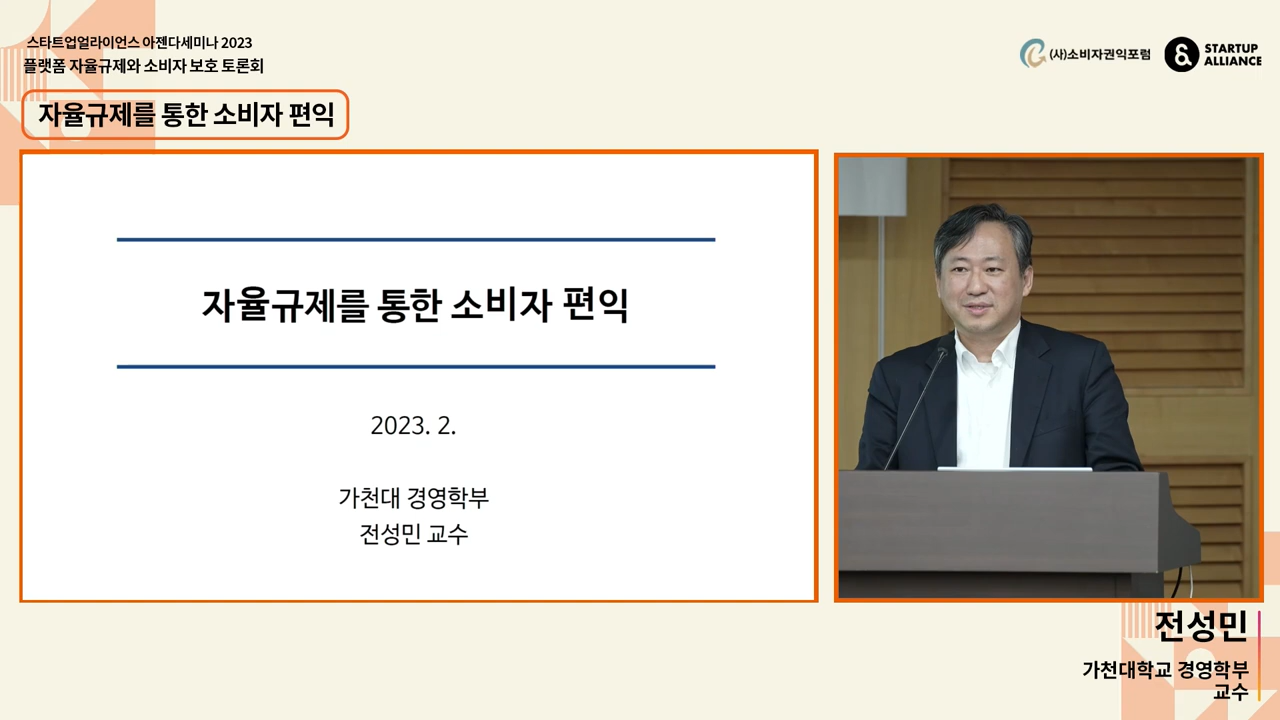 스타트업얼라이언스 아젠다세미나 2023
플랫폼 자율규제와 소비자 보호 토론회
(사)소비자권익포럼
STARTUP
ALLIANCE
자율규제를 통한 소비자 편익
자율규제를 통한 소비자 편익
2023. 2.
가천대 경영학부
전성민 교수
전성민
가천대학교 경영학부
교수